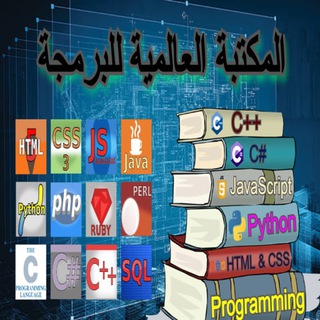 المكتبة العالمية للبرمجة
HTML
CSS
3
JS
Java
Python
php
RUBY
PERL
THE
C
PROGRAMMING
LANGUAGE
C#
C++
SQL
C++
C#
JavaScript
Python
HTML & CSS
Programming